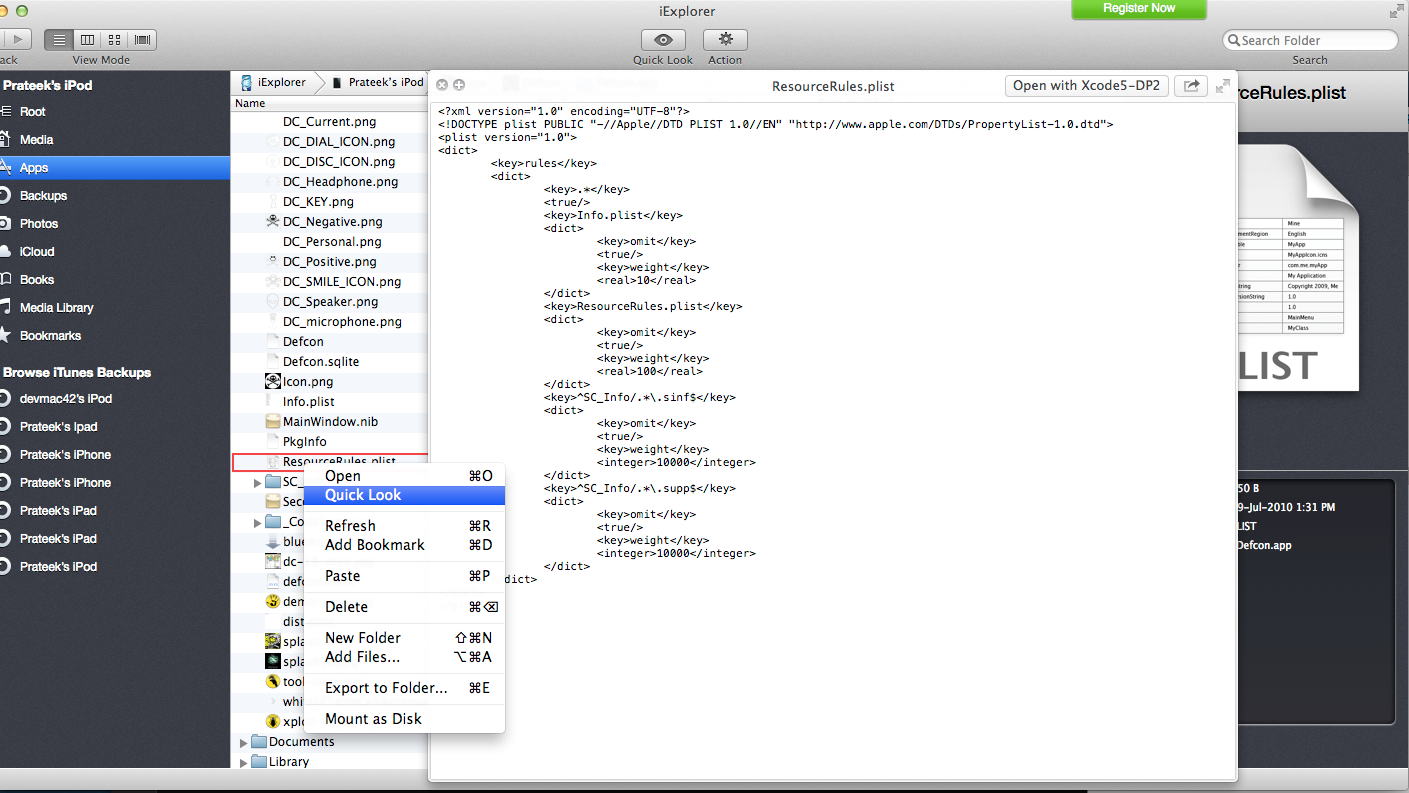 iExplorer
Register Now
ack
View Mode
Quick Look
Action
Search Folder
Search
Prateek's iPod
Root
Media
Apps
Backups
Photos
iCloud
Books
Media Library
Bookmarks
Browse iTunes Backups
devmac42's iPod
Prateek's Ipad
Prateek's IPhone
Prateek's IPhone
Prateek's iPad
Prateek's iPad
Prateek's iPod
iExplorer
Prateek's iPod
Name
DC_Current.png
DC_DIAL_ICON.png
DC_DISC_ICON.png
DC_Headphone.png
DC_KEY.png
DC_Negative.png
DC_Personal.png
DC_Positive.png
DC_SMILE_ICON.png
DC_Speaker.png
DC_microphone.png
Defcon
Defcon.sqlite
Icon.png
Info.plist
MainWindow.nib
PkgInfo
ResourceRules.plist
SC_
Sec
_Co
blue
dc-
defc
dem
dist
spla
spla
tool
whi
xplo
Documents
Library
Open ⌘O
Quick Look
Refresh ⌘R
Add Bookmark ⌘D
Paste ⌘P
Delete ⌘⌫
New Folder ⇧⌘N
Add Files... ⌥⌘A
Export to Folder... ⌘E
Mount as Disk
ResourceRules.plist
Open with Xcode5-DP2
<?xml version="1.0" encoding="UTF-8"?>
<!DOCTYPE plist PUBLIC "-//Apple//DTD PLIST 1.0//EN" "http://www.apple.com/DTDs/PropertyList-1.0.dtd">
<plist version="1.0">
<dict>
<key>rules</key>
<dict>
<key>.*</key>
<true/>
<key>Info.plist</key>
<dict>
<key>omit</key>
<true/>
<key>weight</key>
<real>10</real>
</dict>
<key>ResourceRules.plist</key>
<dict>
<key>omit</key>
<true/>
<key>weight</key>
<real>100</real>
</dict>
<key>^SC_Info/.*\.sinf$</key>
<dict>
<key>omit</key>
<true/>
<key>weight</key>
<integer>10000</integer>
</dict>
<key>^SC_Info/.*\.supp$</key>
<dict>
<key>omit</key>
<true/>
<key>weight</key>
<integer>10000</integer>
</dict>
dict>
ceRules.plist
Mine
mentRegion English
ble MyApp
MyAppIcon.icns
r com.me.myApp
My Application
String Copyright 2009, Me
rsionString 1.0
1.0
MainMenu
MyClass
LIST
50 B
9-Jul-2010 1:31 PM
LIST
Defcon.app